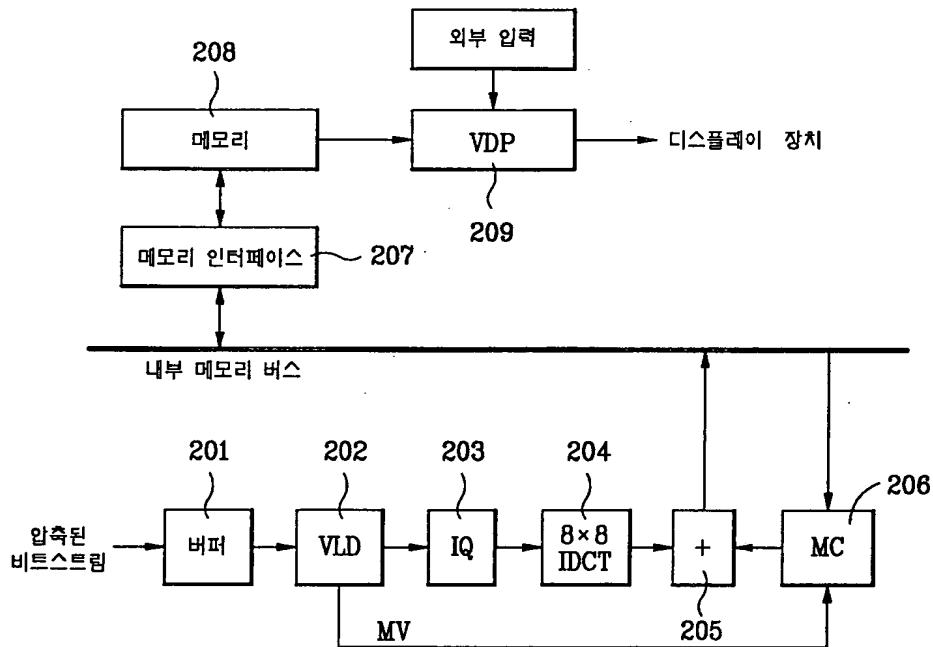 외부 입력
208
메모리
VDP
디스플레이 장치
209
메모리 인터페이스
207
내부 메모리 버스
201
202
203
204
206
압축된
비트스트림
버퍼
VLD
IQ
8×8
IDCT
+
MC
205
MV